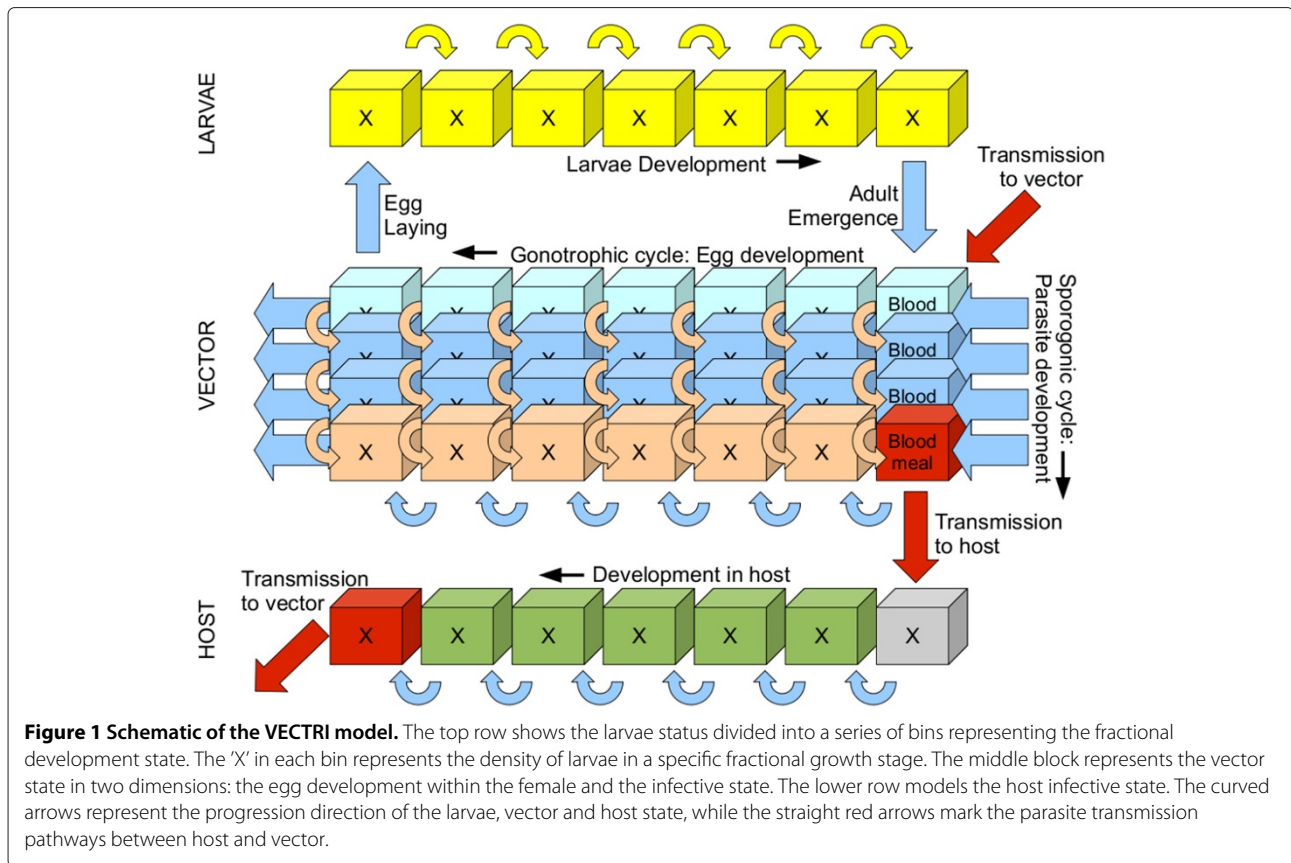 LARVAE
X X X X X X X
Larvae Development
Transmission
to vector
Egg
Laying
Adult
Emergence
Gonotrophic cycle: Egg development
VECTOR
X X X X X X Blood
X X X X X X Blood
X X X X X X Blood
X X X X X X Blood
meal
Sporogonic cycle:
Parasite development
Transmission
to host
Transmission
to vector
Development in host
HOST
X X X X X X X
Figure 1 Schematic of the VECTRI model. The top row shows the larvae status divided into a series of bins representing the fractional
development state. The 'X' in each bin represents the density of larvae in a specific fractional growth stage. The middle block represents the vector
state in two dimensions: the egg development within the female and the infective state. The lower row models the host infective state. The curved
arrows represent the progression direction of the larvae, vector and host state, while the straight red arrows mark the parasite transmission
pathways between host and vector.